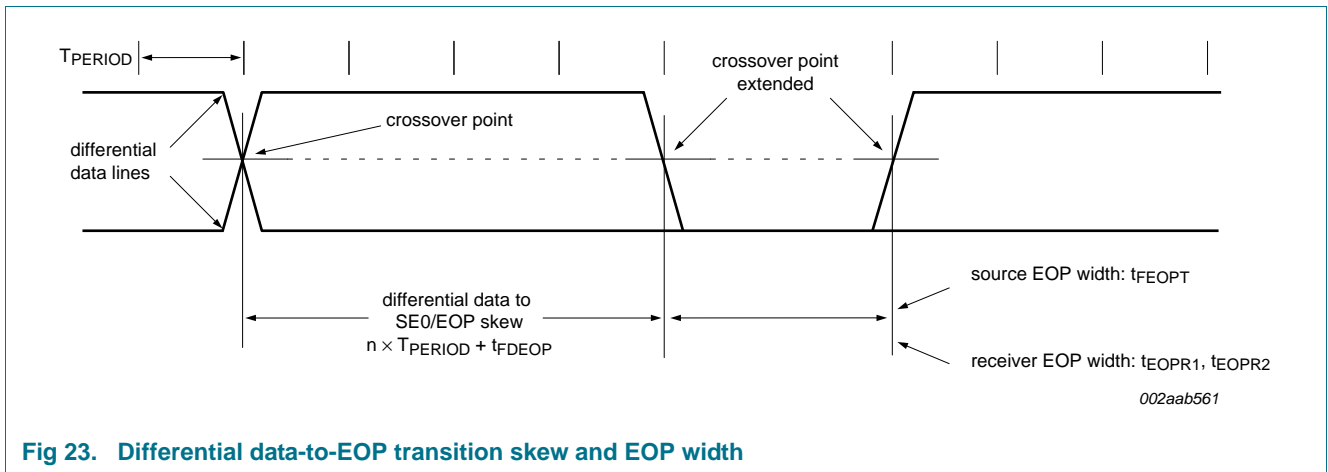 TPERIOD
crossover point
extended
crossover point
differential
data lines
differential data to
SE0/EOP skew
n × TPERIOD + tFDEOP
source EOP width: tFEOPT
receiver EOP width: tEOPR1, tEOPR2
002aab561
Fig 23. Differential data-to-EOP transition skew and EOP width